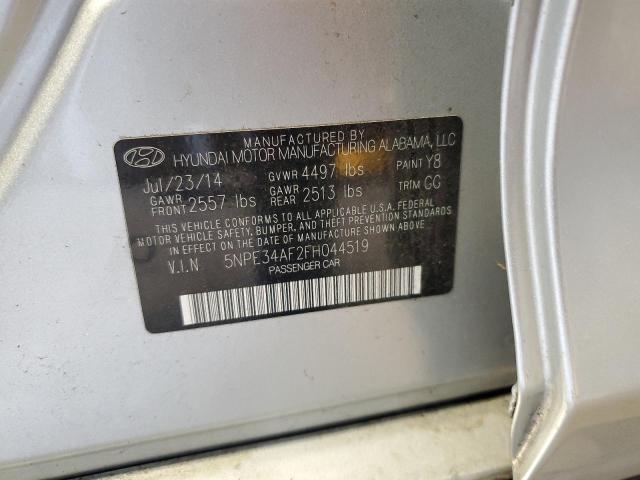 MANUFACTURED BY
HYUNDAI MOTOR MANUFACTURING ALABAMA, LLC
Jul/23/14 GVWR 4497 lbs PAINT Y8
GAWR FRONT 2557 lbs GAWR REAR 2513 lbs TRIM GG
THIS VEHICLE CONFORMS TO ALL APPLICABLE U.S.A. FEDERAL
MOTOR VEHICLE SAFETY, BUMPER, AND THEFT PREVENTION STANDARDS
IN EFFECT ON THE DATE OF MANUFACTURE SHOWN ABOVE.
V.I.N 5NPE34AF2FH044519
PASSENGER CAR